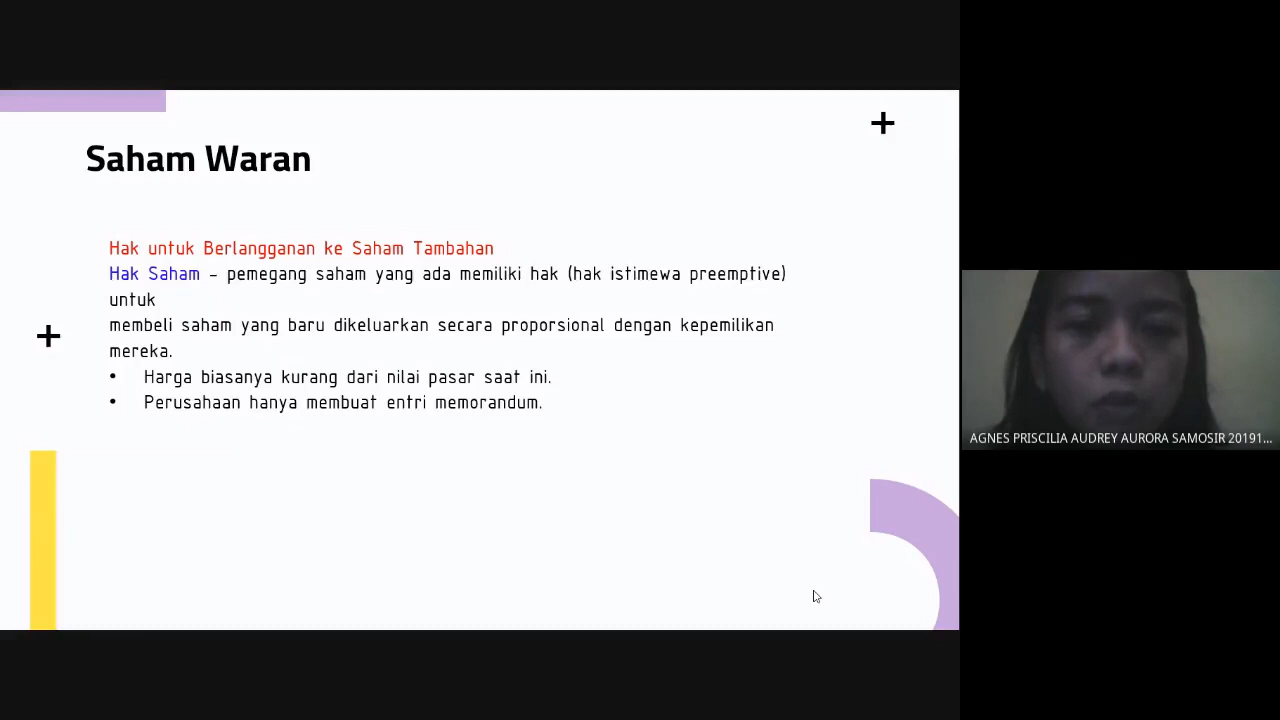 Saham Waran
Hak untuk Berlangganan ke Saham Tambahan
Hak Saham – pemegang saham yang ada memiliki hak (hak istimewa preemptive)
untuk
membeli saham yang baru dikeluarkan secara proporsional dengan kepemilikan
mereka.
• Harga biasanya kurang dari nilai pasar saat ini.
• Perusahaan hanya membuat entri memorandum.
AGNES PRISCILIA AUDREY AURORA SAMOSIR 20191...